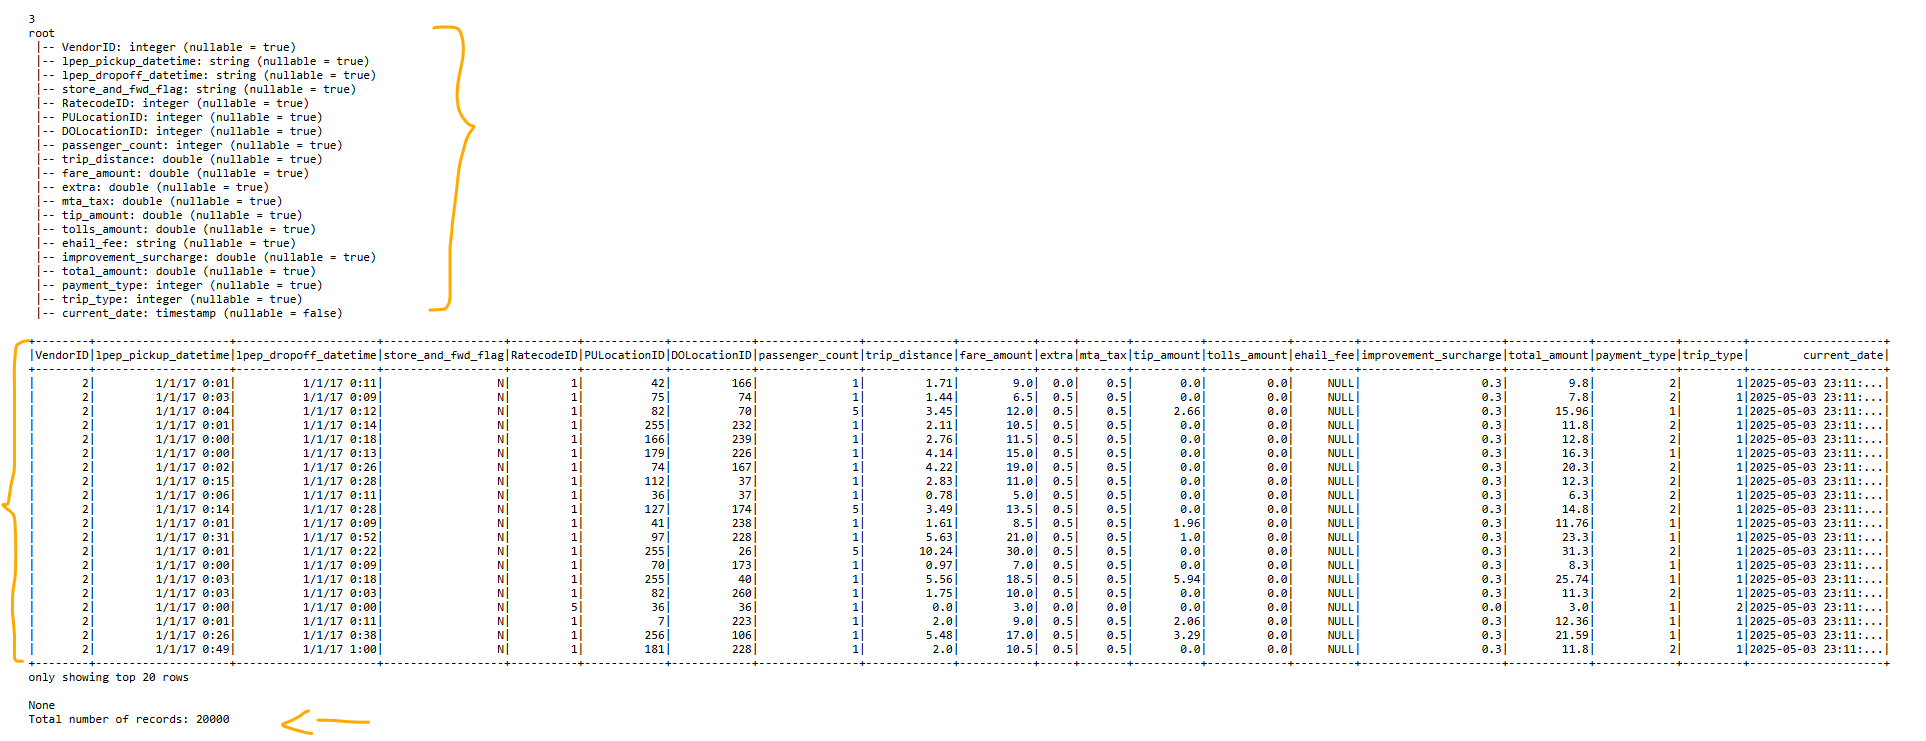 3
root
 |-- VendorID: integer (nullable = true)
 |-- lpep_pickup_datetime: string (nullable = true)
 |-- lpep_dropoff_datetime: string (nullable = true)
 |-- store_and_fwd_flag: string (nullable = true)
 |-- RatecodeID: integer (nullable = true)
 |-- PULocationID: integer (nullable = true)
 |-- DOLocationID: integer (nullable = true)
 |-- passenger_count: integer (nullable = true)
 |-- trip_distance: double (nullable = true)
 |-- fare_amount: double (nullable = true)
 |-- extra: double (nullable = true)
 |-- mta_tax: double (nullable = true)
 |-- tip_amount: double (nullable = true)
 |-- tolls_amount: double (nullable = true)
 |-- ehail_fee: string (nullable = true)
 |-- improvement_surcharge: double (nullable = true)
 |-- total_amount: double (nullable = true)
 |-- payment_type: integer (nullable = true)
 |-- trip_type: integer (nullable = true)
 |-- current_date: timestamp (nullable = false)
|VendorID|lpep_pickup_datetime|lpep_dropoff_datetime|store_and_fwd_flag|RatecodeID|PULocationID|DOLocationID|passenger_count|trip_distance|fare_amount|extra|mta_tax|tip_amount|tolls_amount|ehail_fee|improvement_surcharge|total_amount|payment_type|trip_type| current_date|
| 2| 1/1/17 0:01| 1/1/17 0:11| N| 1| 42| 166| 1| 1.71| 9.0| 0.0| 0.5| 0.0| 0.0| NULL| 0.3| 9.8| 2| 1|2025-05-03 23:11:...|
| 2| 1/1/17 0:03| 1/1/17 0:09| N| 1| 75| 74| 1| 1.44| 6.5| 0.5| 0.5| 0.0| 0.0| NULL| 0.3| 7.8| 2| 1|2025-05-03 23:11:...|
| 2| 1/1/17 0:04| 1/1/17 0:12| N| 1| 82| 70| 5| 3.45| 12.0| 0.5| 0.5| 2.66| 0.0| NULL| 0.3| 15.96| 1| 1|2025-05-03 23:11:...|
| 2| 1/1/17 0:01| 1/1/17 0:14| N| 1| 255| 232| 1| 2.11| 10.5| 0.5| 0.5| 0.0| 0.0| NULL| 0.3| 11.8| 2| 1|2025-05-03 23:11:...|
| 2| 1/1/17 0:00| 1/1/17 0:18| N| 1| 166| 239| 1| 2.76| 11.5| 0.5| 0.5| 0.0| 0.0| NULL| 0.3| 12.8| 2| 1|2025-05-03 23:11:...|
| 2| 1/1/17 0:00| 1/1/17 0:13| N| 1| 179| 226| 1| 4.14| 15.0| 0.5| 0.5| 0.0| 0.0| NULL| 0.3| 16.3| 1| 1|2025-05-03 23:11:...|
| 2| 1/1/17 0:02| 1/1/17 0:26| N| 1| 74| 167| 1| 4.22| 19.0| 0.5| 0.5| 0.0| 0.0| NULL| 0.3| 20.3| 2| 1|2025-05-03 23:11:...|
| 2| 1/1/17 0:15| 1/1/17 0:28| N| 1| 112| 37| 1| 2.83| 11.0| 0.5| 0.5| 0.0| 0.0| NULL| 0.3| 12.3| 2| 1|2025-05-03 23:11:...|
| 2| 1/1/17 0:06| 1/1/17 0:11| N| 1| 36| 37| 1| 0.78| 5.0| 0.5| 0.5| 0.0| 0.0| NULL| 0.3| 6.3| 2| 1|2025-05-03 23:11:...|
| 2| 1/1/17 0:14| 1/1/17 0:28| N| 1| 127| 174| 5| 3.49| 13.5| 0.5| 0.5| 0.0| 0.0| NULL| 0.3| 14.8| 2| 1|2025-05-03 23:11:...|
| 2| 1/1/17 0:01| 1/1/17 0:09| N| 1| 41| 238| 1| 1.61| 8.5| 0.5| 0.5| 1.96| 0.0| NULL| 0.3| 11.76| 1| 1|2025-05-03 23:11:...|
| 2| 1/1/17 0:31| 1/1/17 0:52| N| 1| 97| 228| 1| 5.63| 21.0| 0.5| 0.5| 1.0| 0.0| NULL| 0.3| 23.3| 1| 1|2025-05-03 23:11:...|
| 2| 1/1/17 0:01| 1/1/17 0:22| N| 1| 255| 26| 5| 10.24| 30.0| 0.5| 0.5| 0.0| 0.0| NULL| 0.3| 31.3| 2| 1|2025-05-03 23:11:...|
| 2| 1/1/17 0:00| 1/1/17 0:09| N| 1| 70| 173| 1| 0.97| 7.0| 0.5| 0.5| 0.0| 0.0| NULL| 0.3| 8.3| 1| 1|2025-05-03 23:11:...|
| 2| 1/1/17 0:03| 1/1/17 0:18| N| 1| 255| 40| 1| 5.56| 18.5| 0.5| 0.5| 5.94| 0.0| NULL| 0.3| 25.74| 1| 1|2025-05-03 23:11:...|
| 2| 1/1/17 0:03| 1/1/17 0:03| N| 1| 82| 260| 1| 1.75| 10.0| 0.5| 0.5| 0.0| 0.0| NULL| 0.3| 11.3| 2| 1|2025-05-03 23:11:...|
| 2| 1/1/17 0:00| 1/1/17 0:00| N| 5| 36| 36| 1| 0.0| 3.0| 0.0| 0.0| 0.0| 0.0| NULL| 0.0| 3.0| 1| 2|2025-05-03 23:11:...|
| 2| 1/1/17 0:01| 1/1/17 0:11| N| 1| 7| 223| 1| 2.0| 9.0| 0.5| 0.5| 2.06| 0.0| NULL| 0.3| 12.36| 1| 1|2025-05-03 23:11:...|
| 2| 1/1/17 0:26| 1/1/17 0:38| N| 1| 256| 106| 1| 5.48| 17.0| 0.5| 0.5| 3.29| 0.0| NULL| 0.3| 21.59| 1| 1|2025-05-03 23:11:...|
| 2| 1/1/17 0:49| 1/1/17 1:00| N| 1| 181| 228| 1| 2.0| 10.5| 0.5| 0.5| 0.0| 0.0| NULL| 0.3| 11.8| 2| 1|2025-05-03 23:11:...|
only showing top 20 rows
None
Total number of records: 20000